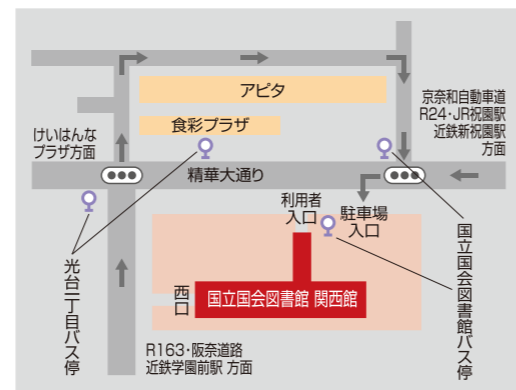 アピタ
食彩プラザ
京奈和自動車道
R24・JR祝園駅
近鉄新祝園駅
方面
けいはんな
プラザ方面
精華大通り
利用者
入口
駐車場
入口
国立国会図書館バス停
光台一丁目バス停
西口
国立国会図書館 関西館
R163・阪奈道路
近鉄学園前駅 方面